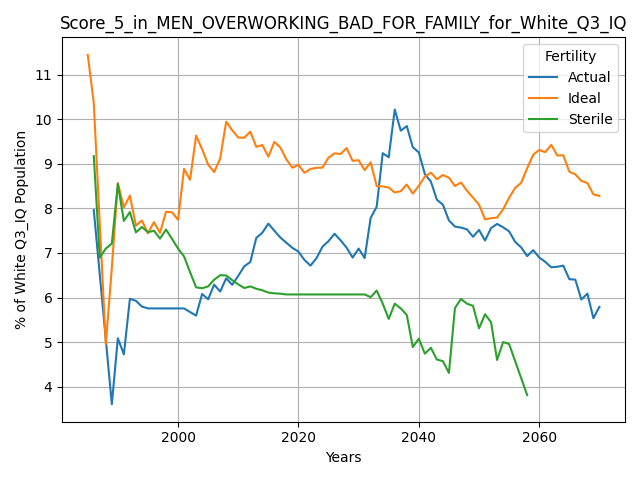 Score_5_in_MEN_OVERWORKING_BAD_FOR_FAMILY_for_White_Q3_IQ
Fertility
Actual
Ideal
Sterile
% of White Q3_IQ Population
11
10
9
8
7
6
5
4
2000 2020 2040 2060
Years